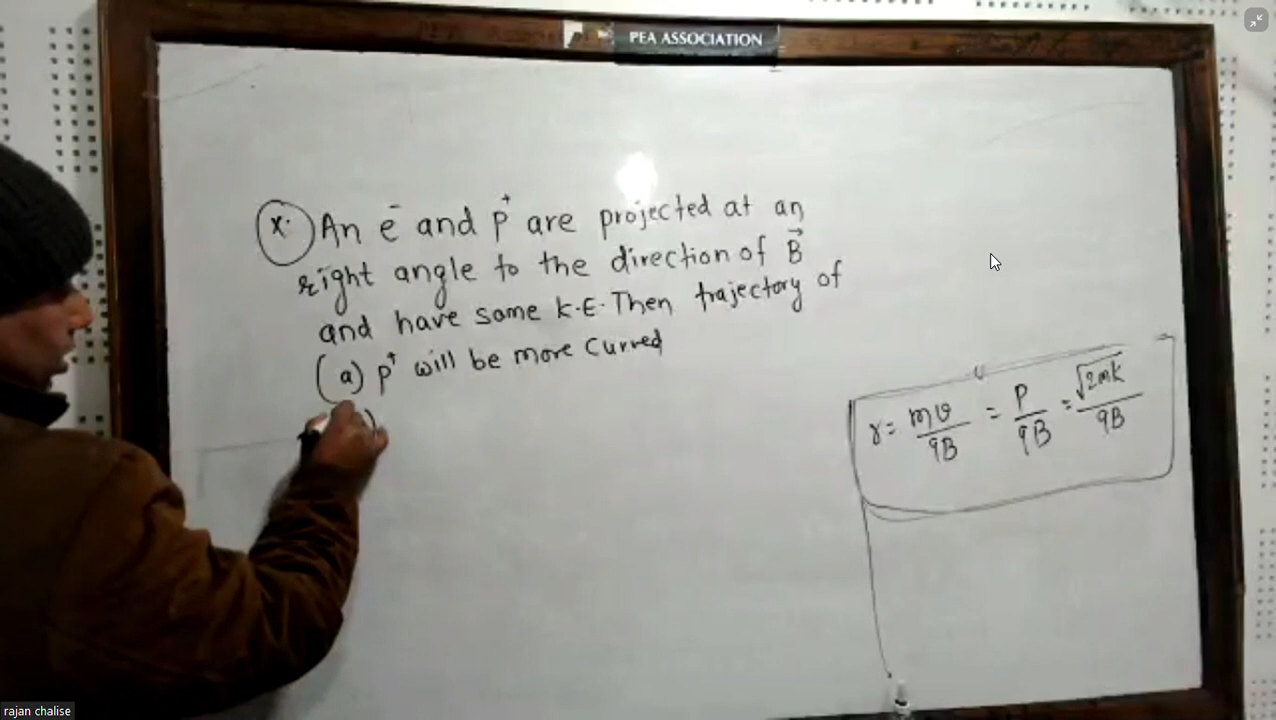 PEA ASSOCIATION
x. An e⁻ and p⁺ are projected at an
right angle to the direction of B⃗
and have same K.E. Then trajectory of
(a) p⁺ will be more curved
r = mv/qB = P/qB = √2mk/qB
rajan chalise